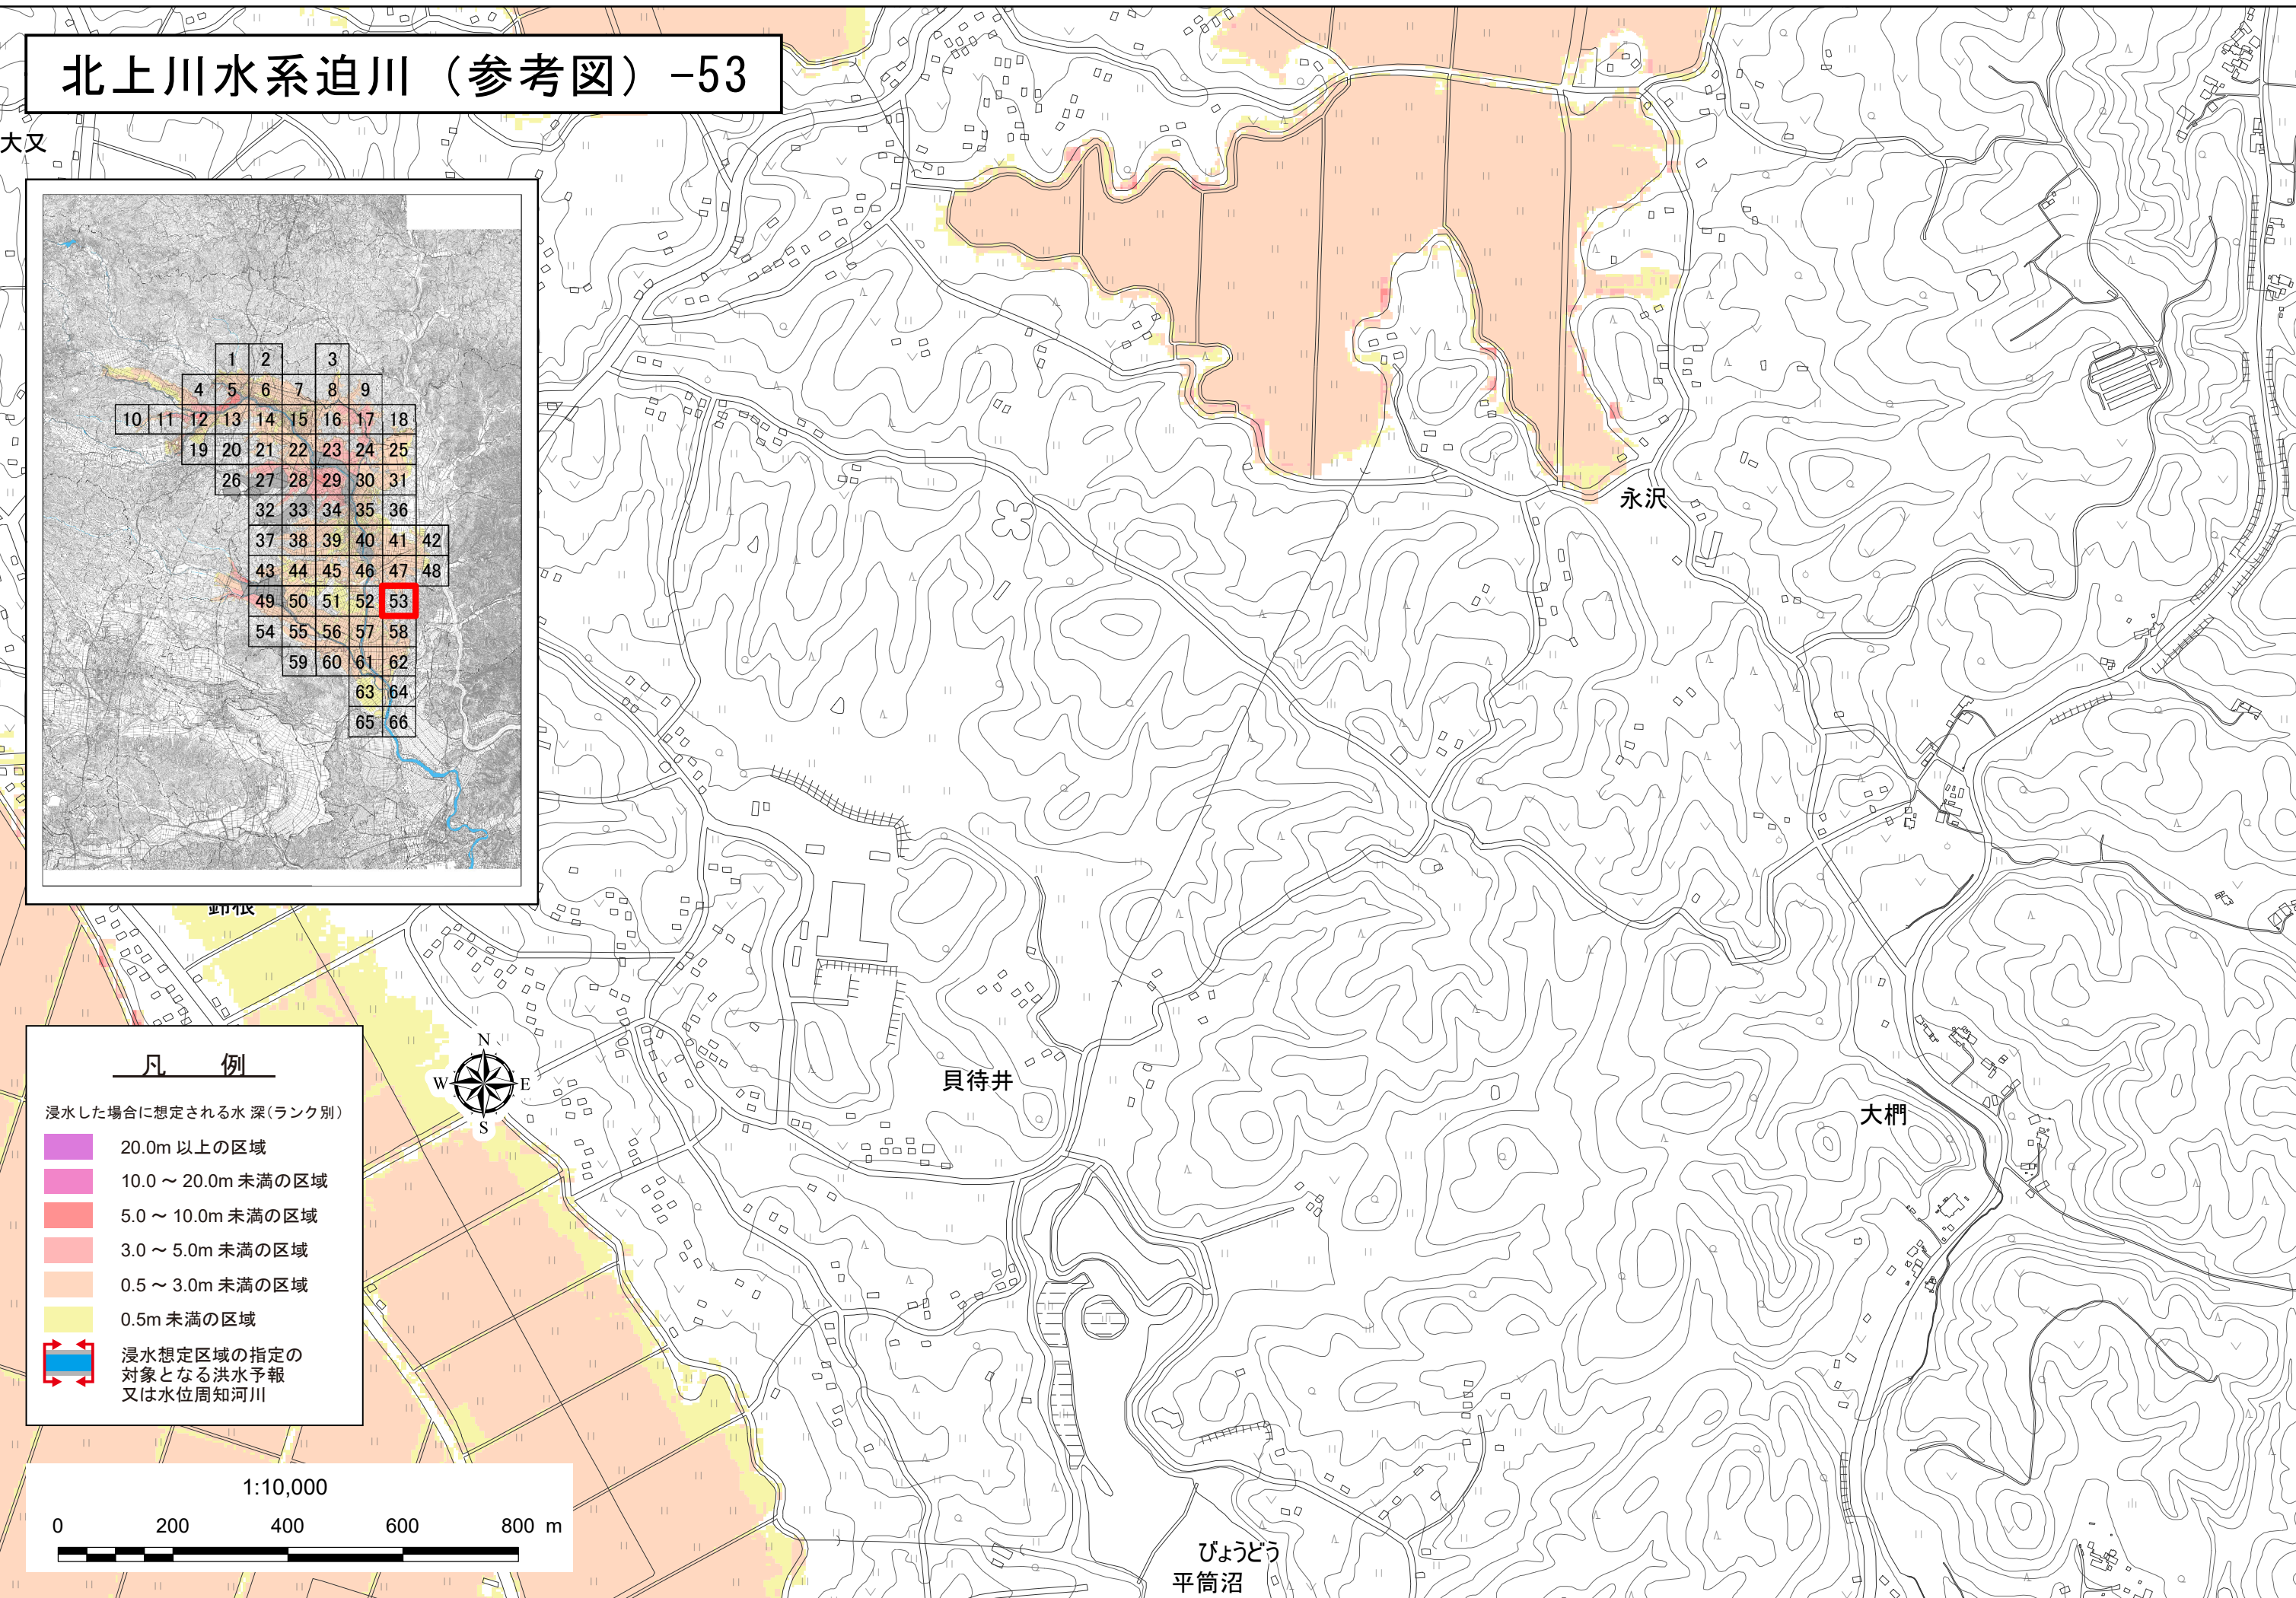 北上川水系迫川（参考図）-53
大又
1 2 3
4 5 6 7 8 9
10 11 12 13 14 15 16 17 18
19 20 21 22 23 24 25
26 27 28 29 30 31
32 33 34 35 36
37 38 39 40 41 42
43 44 45 46 47 48
49 50 51 52 53
54 55 56 57 58
59 60 61 62
63 64
65 66
永沢
貝待井
大椚
びょうどう
平筒沼
N
W E
S
凡 例
浸水した場合に想定される水 深(ランク別)
20.0m 以上の区域
10.0 ～ 20.0m 未満の区域
5.0 ～ 10.0m 未満の区域
3.0 ～ 5.0m 未満の区域
0.5 ～ 3.0m 未満の区域
0.5m 未満の区域
浸水想定区域の指定の
対象となる洪水予報
又は水位周知河川
1:10,000
0 200 400 600 800 m